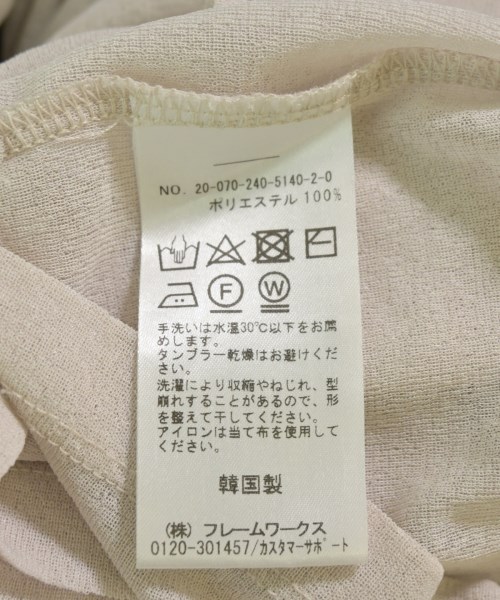 NO. 20-070-240-5140-2-0
ポリエステル 100%
F W
手洗いは水温30℃以下をお薦
めします。
タンブラー乾燥はお避けくだ
さい。
洗濯により収縮やねじれ、型
崩れすることがあるので、形
を整えて干してください。
アイロンは当て布を使用して
ください。
韓国製
(株) フレームワークス
0120-301457/カスタマーサポート